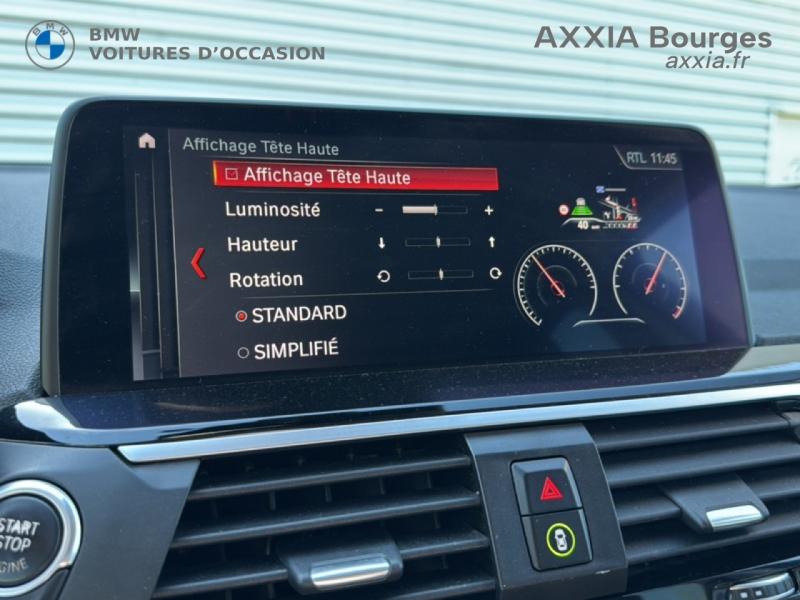 BMW
BMW
VOITURES D'OCCASION
AXXIA Bourges
axxia.fr
Affichage Tête Haute
RTL 11:45
Affichage Tête Haute
Luminosité - +
Hauteur
Rotation
STANDARD
SIMPLIFIÉ
40
START
STOP
ENGINE